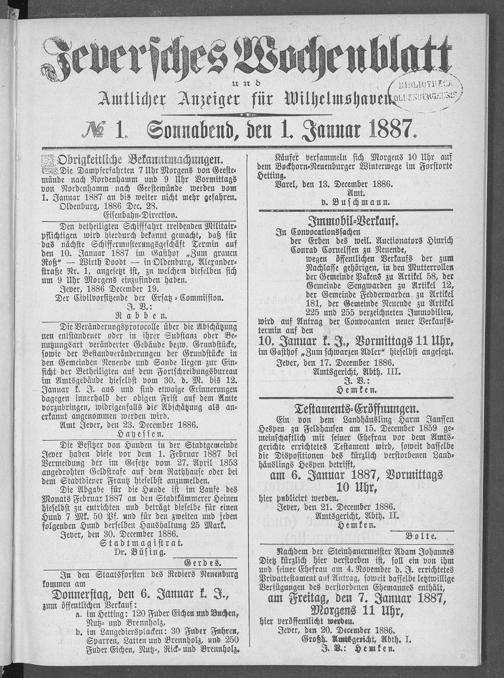 Jeversches Wochenblatt
und
Amtlicher Anzeiger für Wilhelmshaven.
BIBLIOTHECA
OLDENBURGENSIS
№ 1. Sonnabend, den 1. Januar 1887.
Obrigkeitliche Bekanntmachungen.
Die Dampferfahrten 7 Uhr Morgens von Geeste-
münde nach Nordenhamm und 9 Uhr Vormittags
von Nordenhamm nach Geestemünde werden vom
1. Januar 1887 an bis weiter nicht mehr gefahren.
Oldenburg, 1886 Dec. 28.
Eisenbahn-Direction.
Den betheiligten Schifffahrt treibenden Militair-
pflichtigen wird hierdurch bekannt gemacht, daß für
das nächste Schiffermusterungsgeschäft Termin auf
den 10. Januar 1887 im Gasthof „Zum grauen
Roß“ — Wirth Doodt — in Oldenburg, Alexander-
straße Nr. 1, angesetzt ist, zu welchem dieselben sich
um 9 Uhr Morgens einzufinden haben.
Jever, 1886 December 19.
Der Civilvorsitzende der Ersatz-Commission.
J. V.:
Rabben.
Die Veränderungsprotocolle über die Abschätzung
neu entstandener oder in ihrer Substanz oder Be-
nutzungsart veränderter Gebäude bezw. Grundstücke,
sowie der Bestandveränderungen der Grundstücke in
den Gemeinden Neuende und Sande liegen zur Ein-
sicht der Betheiligten auf dem Fortschreibungsbureau
im Amtsgebäude hieselbst vom 30. d. M. bis 12.
Januar k. J. aus und sind etwaige Erinnerungen
dagegen innerhalb der obigen Frist auf dem Amte
vorzubringen, widrigenfalls die Abschätzung als an-
erkannt angenommen werden wird.
Amt Jever, den 23. December 1886.
Hayessen.
Die Besitzer von Hunden in der Stadtgemeinde
Jever haben diese vor dem 1. Februar 1887 bei
Vermeidung der im Gesetze vom 27. April 1853
angedrohten Geldstrafe auf dem Rathhause oder bei
dem Stadtdiener Franz hieselbst anzumelden.
Die Abgabe für die Hunde ist im Laufe des
Monats Februar 1887 an den Stadtkämmerer Heinen
hieselbst zu entrichten und beträgt dieselbe für einen
Hund 7 Mk. 50 Pf. und für den zweiten und jeden
folgenden Hund derselben Haushaltung 25 Mark.
Jever, den 30. December 1886.
Stadtmagistrat.
Dr. Büsing.
Gerdes.
In den Staatsforsten des Reviers Neuenburg
kommen am
Donnerstag, den 6. Januar k. J.,
zum öffentlichen Verkauf:
a. im Hetting: 120 Fuder Eichen und Buchen,
Nutz- und Brennholz,
b. im Langediersplacken: 30 Fuder Fuhren,
Sparren, Latten und Brennholz, und 250
Fuder Eichen, Nutz-, Rick- und Brennholz.
Käufer versammeln sich Morgens 10 Uhr auf
dem Bockhorn-Neuenburger Winterwege im Forstorte
Hetting.
Varel, den 13. December 1886.
Amt.
v. Buschmann.
Immobil-Verkauf.
In Convocationssachen
der Erben des weil. Auctionators Hinrich
Conrad Cornelssen zu Neuende,
wegen öffentlichen Verkaufs der zum
Nachlasse gehörigen, in den Mutterrollen
der Gemeinde Pakens zu Artikel 58, der
Gemeinde Sengwarden zu Artikel 12,
der Gemeinde Fedderwarden zu Artikel
181, der Gemeinde Neuende zu Artikel
225 und 255 verzeichneten Immobilien,
wird auf Antrag der Convocanten neuer Verkaufs-
termin auf den
10. Januar k. J., Vormittags 11 Uhr,
im Gasthof „Zum schwarzen Adler“ hieselbst angesetzt.
Jever, den 17. December 1886.
Amtsgericht, Abth. III.
J. V.:
Hemken.
Testaments-Eröffnungen.
Ein von dem Landhäusling Harm Janssen
Hespen zu Feldhausen am 15. December 1859 ge-
meinschaftlich mit seiner Ehefrau vor dem Amts-
gerichte errichtetes Testament wird, soweit dasselbe
die Dispositionen des kürzlich verstorbenen Land-
häuslings Hespen betrifft,
am 6. Januar 1887, Vormittags
10 Uhr,
hier publicirt werden.
Jever, den 21. December 1886.
Amtsgericht, Abth. II.
Hemken.
Bolte.
Nachdem der Steinhauermeister Adam Johannes
Dietz kürzlich hier verstorben ist, soll ein von ihm
und seiner Ehefrau am 4. November d. J. errichtetes
Privattestament auf Antrag, soweit dasselbe letztwillige
Verfügungen des verstorbenen Ehemannes enthält,
am Freitag, den 7. Januar 1887,
Morgens 11 Uhr,
hier veröffentlicht werden.
Jever, den 20. December 1886.
Großh. Amtsgericht, Abth. I.
J. V.: Hemken.